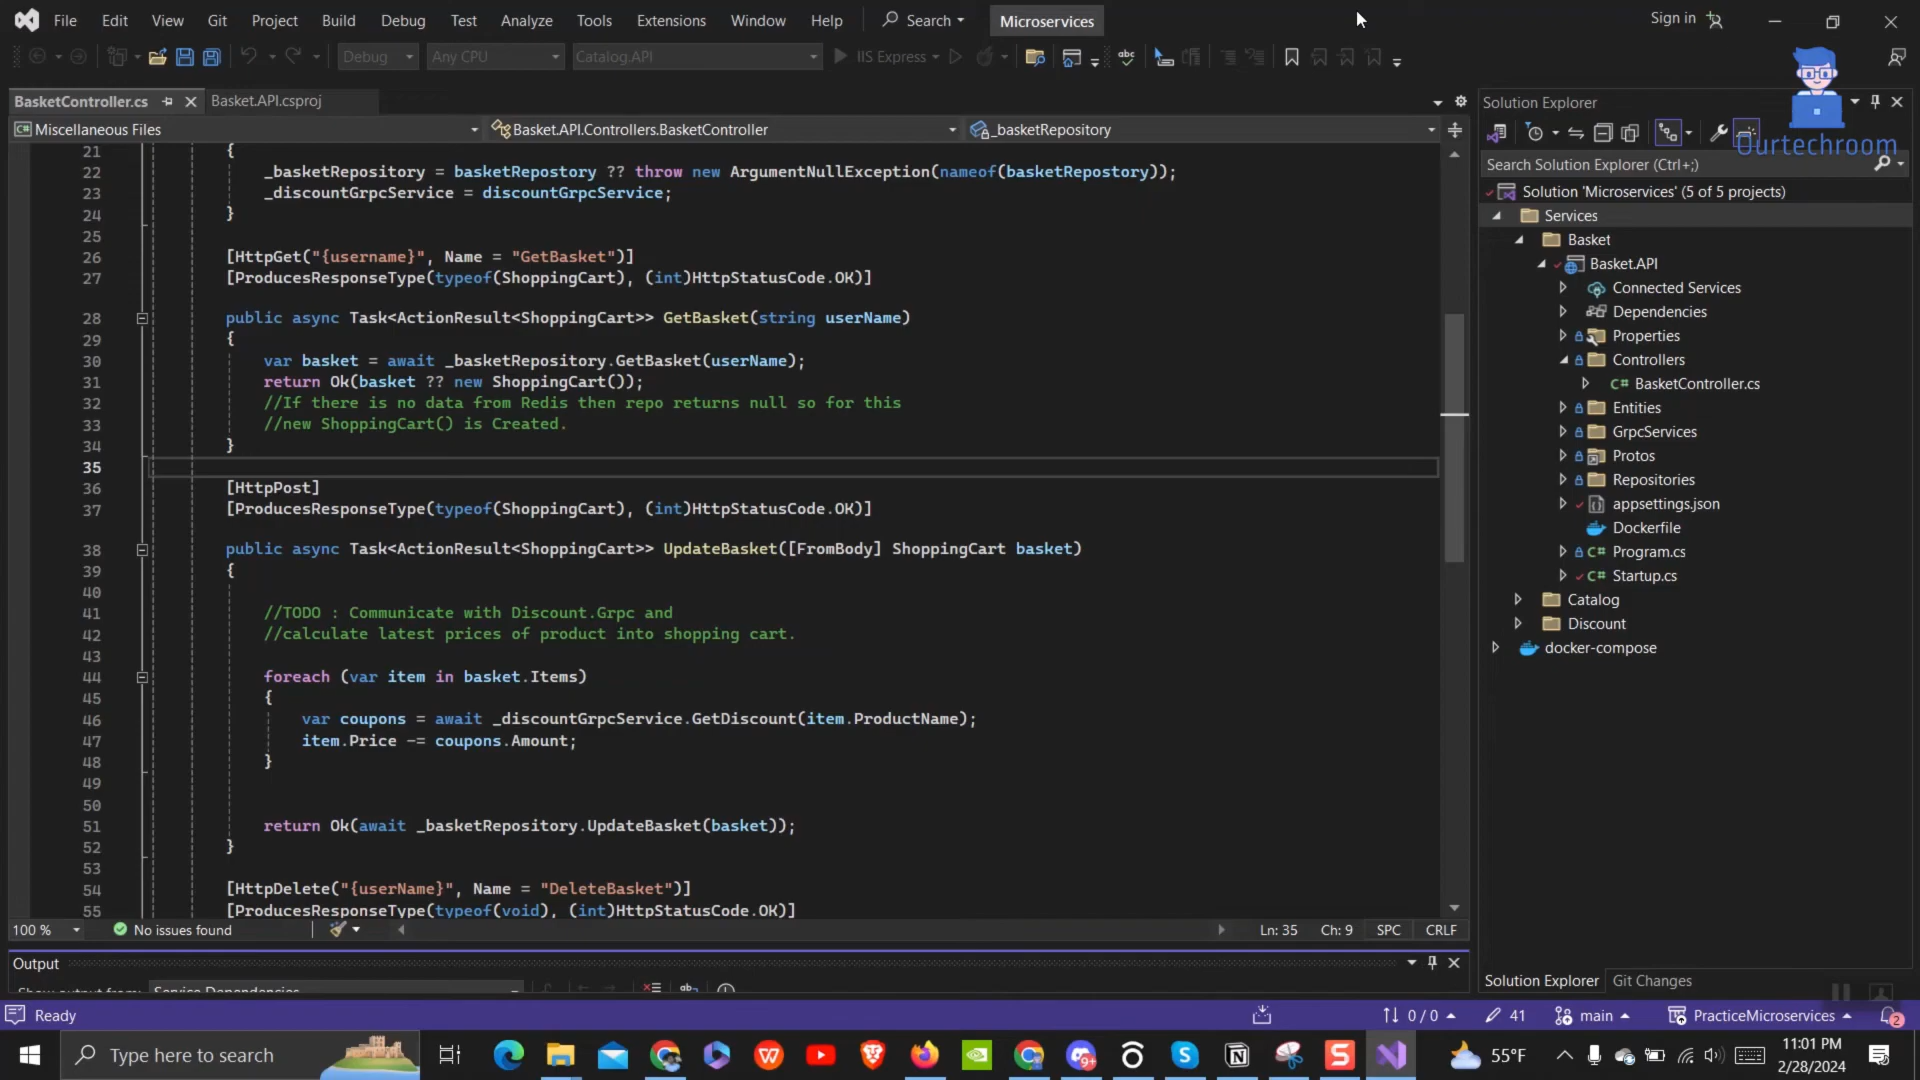 File Edit View Git Project Build Debug Test Analyze Tools Extensions Window Help Search Microservices Sign in
Debug Any CPU Catalog.API IIS Express
BasketController.cs Basket.API.csproj
Miscellaneous Files Basket.API.Controllers.BasketController _basketRepository
21 {
22 _basketRepository = basketRepostory ?? throw new ArgumentNullException(nameof(basketRepostory));
23 _discountGrpcService = discountGrpcService;
24 }
25
26 [HttpGet("{username}", Name = "GetBasket")]
27 [ProducesResponseType(typeof(ShoppingCart), (int)HttpStatusCode.OK)]
28 public async Task<ActionResult<ShoppingCart>> GetBasket(string userName)
29 {
30 var basket = await _basketRepository.GetBasket(userName);
31 return Ok(basket ?? new ShoppingCart());
32 //If there is no data from Redis then repo returns null so for this
33 //new ShoppingCart() is Created.
34 }
35
36 [HttpPost]
37 [ProducesResponseType(typeof(ShoppingCart), (int)HttpStatusCode.OK)]
38 public async Task<ActionResult<ShoppingCart>> UpdateBasket([FromBody] ShoppingCart basket)
39 {
40
41 //TODO : Communicate with Discount.Grpc and
42 //calculate latest prices of product into shopping cart.
43
44 foreach (var item in basket.Items)
45 {
46 var coupons = await _discountGrpcService.GetDiscount(item.ProductName);
47 item.Price -= coupons.Amount;
48 }
49
50
51 return Ok(await _basketRepository.UpdateBasket(basket));
52 }
53
54 [HttpDelete("{userName}", Name = "DeleteBasket")]
55 [ProducesResponseType(typeof(void), (int)HttpStatusCode.OK)]
100 % No issues found Ln: 35 Ch: 9 SPC CRLF
Output
Show output from: Service Dependencies
Solution Explorer
Ourtechroom
Search Solution Explorer (Ctrl+;)
Solution 'Microservices' (5 of 5 projects)
Services
Basket
Basket.API
Connected Services
Dependencies
Properties
Controllers
C# BasketController.cs
Entities
GrpcServices
Protos
Repositories
appsettings.json
Dockerfile
C# Program.cs
C# Startup.cs
Catalog
Discount
docker-compose
Solution Explorer Git Changes
Ready 0 / 0 41 main PracticeMicroservices 2
Type here to search 55°F 11:01 PM
2/28/2024